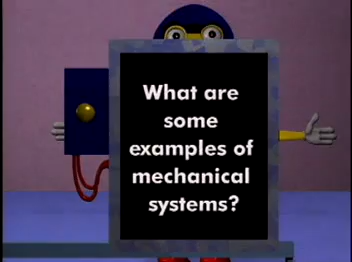 What are
some
examples of
mechanical
systems?